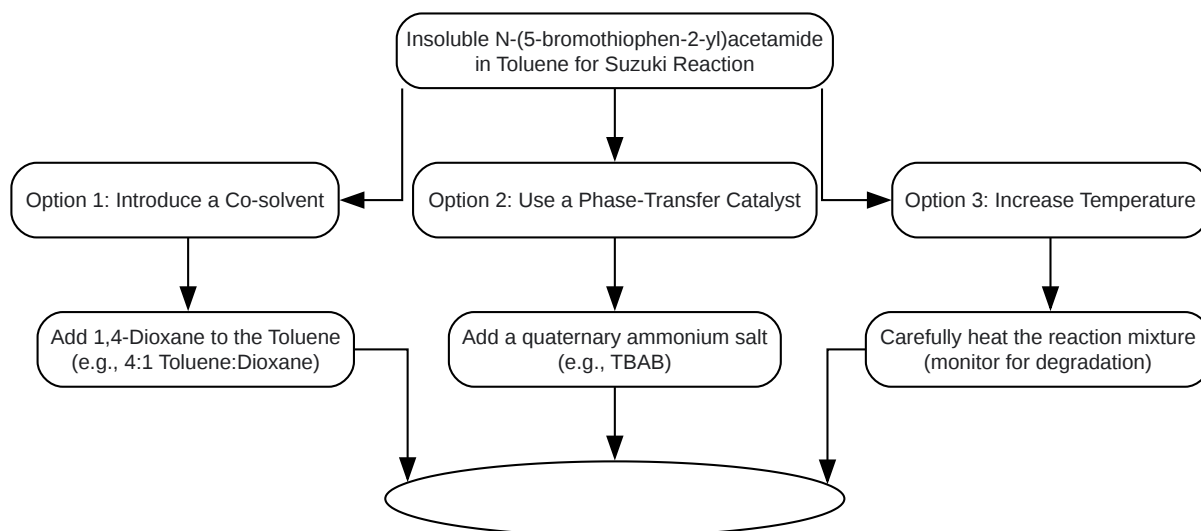 Insoluble N-(5-bromothiophen-2-yl)acetamide
in Toluene for Suzuki Reaction
Option 1: Introduce a Co-solvent
Option 2: Use a Phase-Transfer Catalyst
Option 3: Increase Temperature
Add 1,4-Dioxane to the Toluene
(e.g., 4:1 Toluene:Dioxane)
Add a quaternary ammonium salt
(e.g., TBAB)
Carefully heat the reaction mixture
(monitor for degradation)